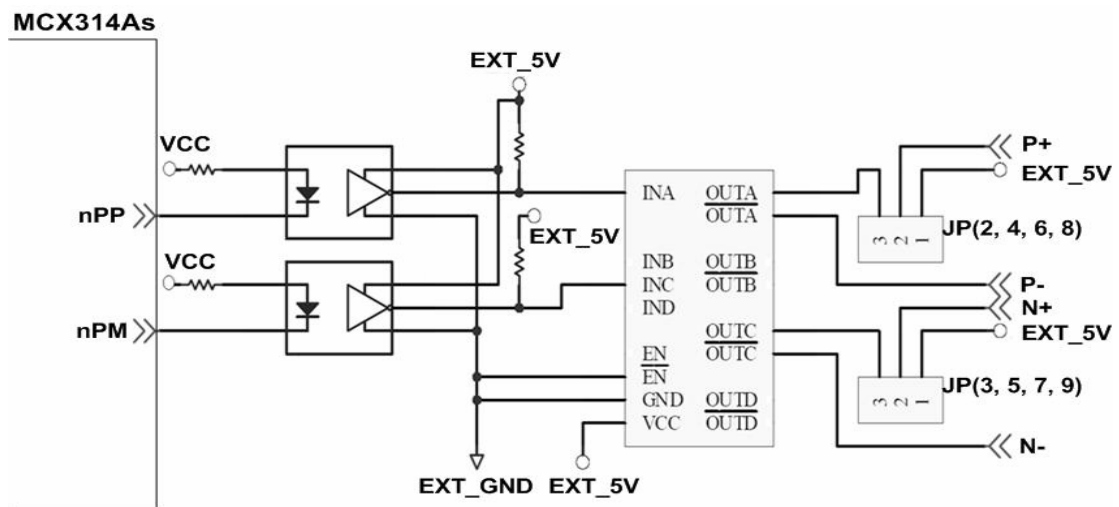 MCX314As
VCC
nPP
VCC
nPM
EXT_5V
EXT_5V
INA
INB
INC
IND
EN
EN
GND
VCC
OUTA
OUTA
OUTB
OUTB
OUTC
OUTC
OUTD
OUTD
EXT_GND
EXT_5V
P+
EXT_5V
3 2 1
JP(2, 4, 6, 8)
P-
N+
EXT_5V
3 2 1
JP(3, 5, 7, 9)
N-